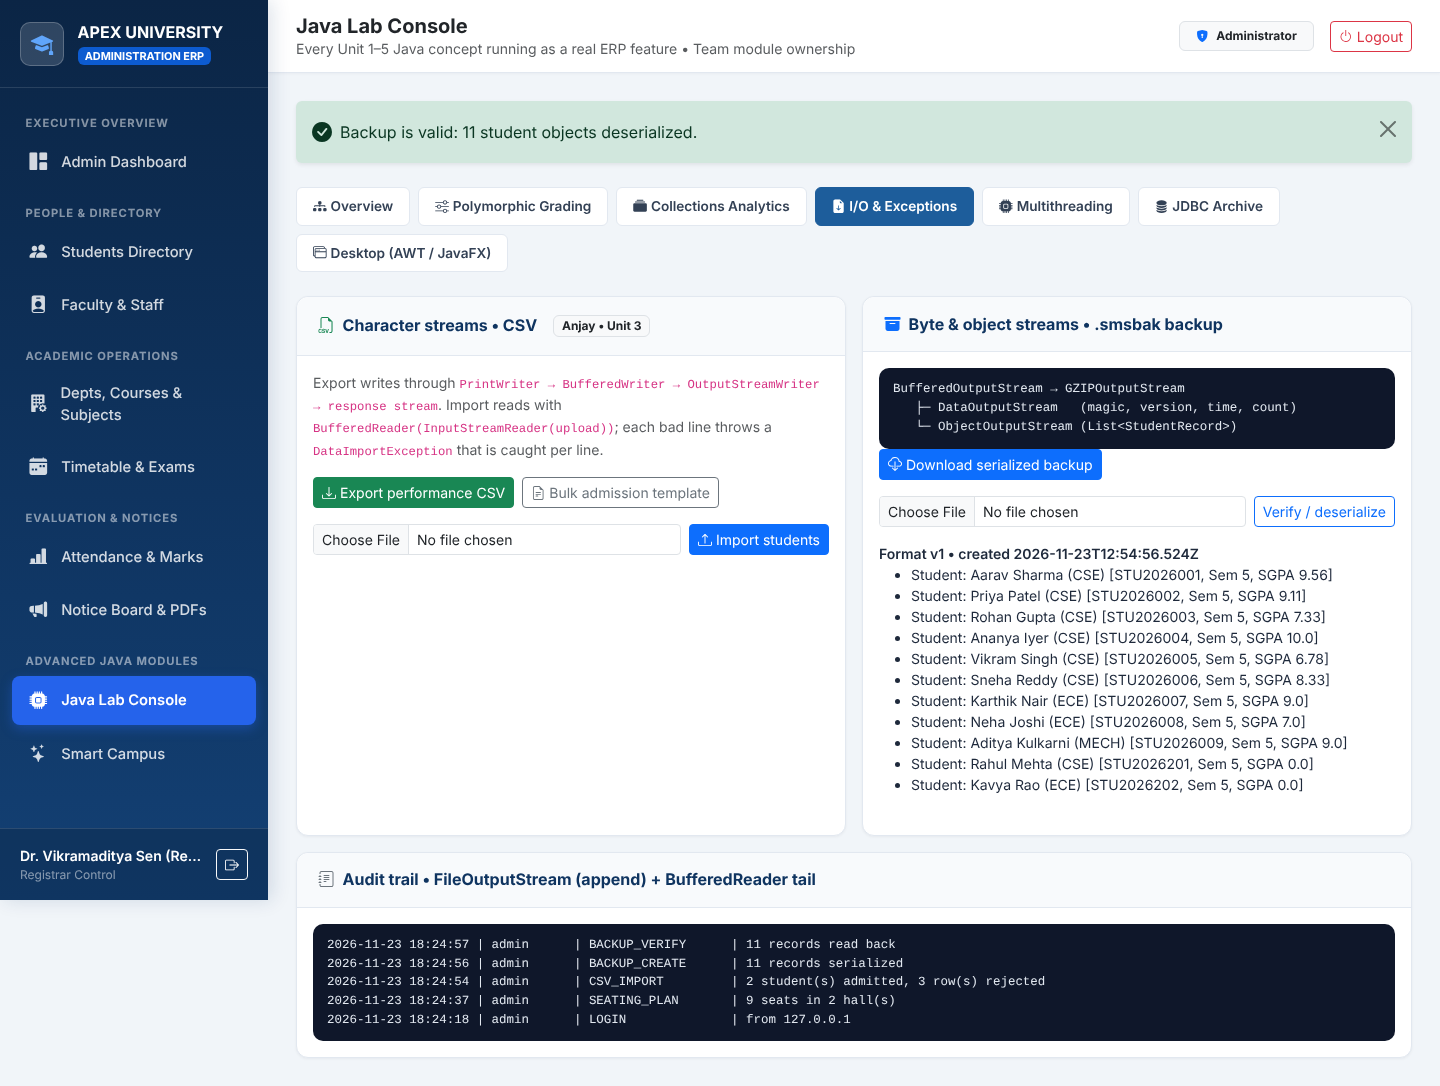 APEX UNIVERSITY
ADMINISTRATION ERP
EXECUTIVE OVERVIEW
Admin Dashboard
PEOPLE & DIRECTORY
Students Directory
Faculty & Staff
ACADEMIC OPERATIONS
Depts, Courses &
Subjects
Timetable & Exams
EVALUATION & NOTICES
Attendance & Marks
Notice Board & PDFs
ADVANCED JAVA MODULES
Java Lab Console
Smart Campus
Dr. Vikramaditya Sen (Re...
Registrar Control
Java Lab Console
Every Unit 1–5 Java concept running as a real ERP feature • Team module ownership
Administrator
Logout
Backup is valid: 11 student objects deserialized.
Overview
Polymorphic Grading
Collections Analytics
I/O & Exceptions
Multithreading
JDBC Archive
Desktop (AWT / JavaFX)
Character streams • CSV
Anjay • Unit 3
Export writes through PrintWriter → BufferedWriter → OutputStreamWriter
→ response stream. Import reads with
BufferedReader(InputStreamReader(upload)); each bad line throws a
DataImportException that is caught per line.
Export performance CSV
Bulk admission template
Choose File No file chosen
Import students
Byte & object streams • .smsbak backup
BufferedOutputStream → GZIPOutputStream
├─ DataOutputStream (magic, version, time, count)
└─ ObjectOutputStream (List<StudentRecord>)
Download serialized backup
Choose File No file chosen
Verify / deserialize
Format v1 • created 2026-11-23T12:54:56.524Z
• Student: Aarav Sharma (CSE) [STU2026001, Sem 5, SGPA 9.56]
• Student: Priya Patel (CSE) [STU2026002, Sem 5, SGPA 9.11]
• Student: Rohan Gupta (CSE) [STU2026003, Sem 5, SGPA 7.33]
• Student: Ananya Iyer (CSE) [STU2026004, Sem 5, SGPA 10.0]
• Student: Vikram Singh (CSE) [STU2026005, Sem 5, SGPA 6.78]
• Student: Sneha Reddy (CSE) [STU2026006, Sem 5, SGPA 8.33]
• Student: Karthik Nair (ECE) [STU2026007, Sem 5, SGPA 9.0]
• Student: Neha Joshi (ECE) [STU2026008, Sem 5, SGPA 7.0]
• Student: Aditya Kulkarni (MECH) [STU2026009, Sem 5, SGPA 9.0]
• Student: Rahul Mehta (CSE) [STU2026201, Sem 5, SGPA 0.0]
• Student: Kavya Rao (ECE) [STU2026202, Sem 5, SGPA 0.0]
Audit trail • FileOutputStream (append) + BufferedReader tail
2026-11-23 18:24:57 | admin | BACKUP_VERIFY | 11 records read back
2026-11-23 18:24:56 | admin | BACKUP_CREATE | 11 records serialized
2026-11-23 18:24:54 | admin | CSV_IMPORT | 2 student(s) admitted, 3 row(s) rejected
2026-11-23 18:24:37 | admin | SEATING_PLAN | 9 seats in 2 hall(s)
2026-11-23 18:24:18 | admin | LOGIN | from 127.0.0.1